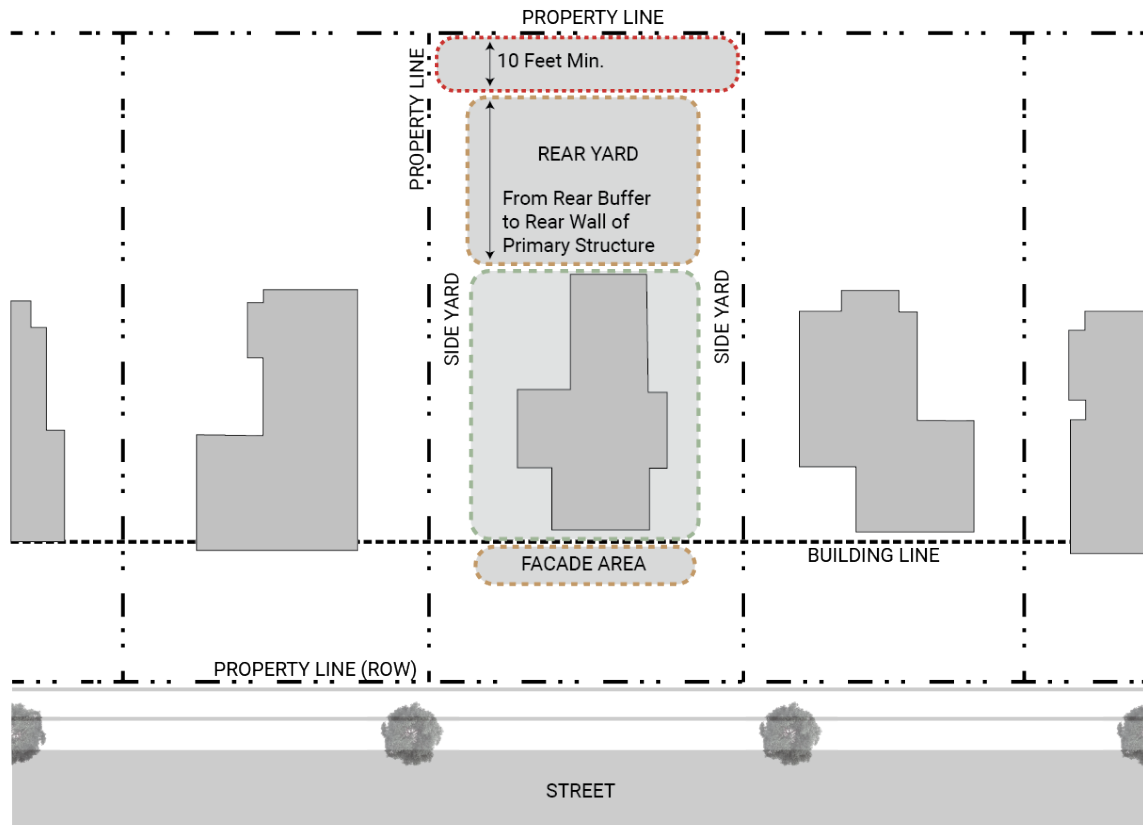 PROPERTY LINE
10 Feet Min.
PROPERTY LINE
REAR YARD
From Rear Buffer
to Rear Wall of
Primary Structure
SIDE YARD
SIDE YARD
BUILDING LINE
FACADE AREA
PROPERTY LINE (ROW)
STREET